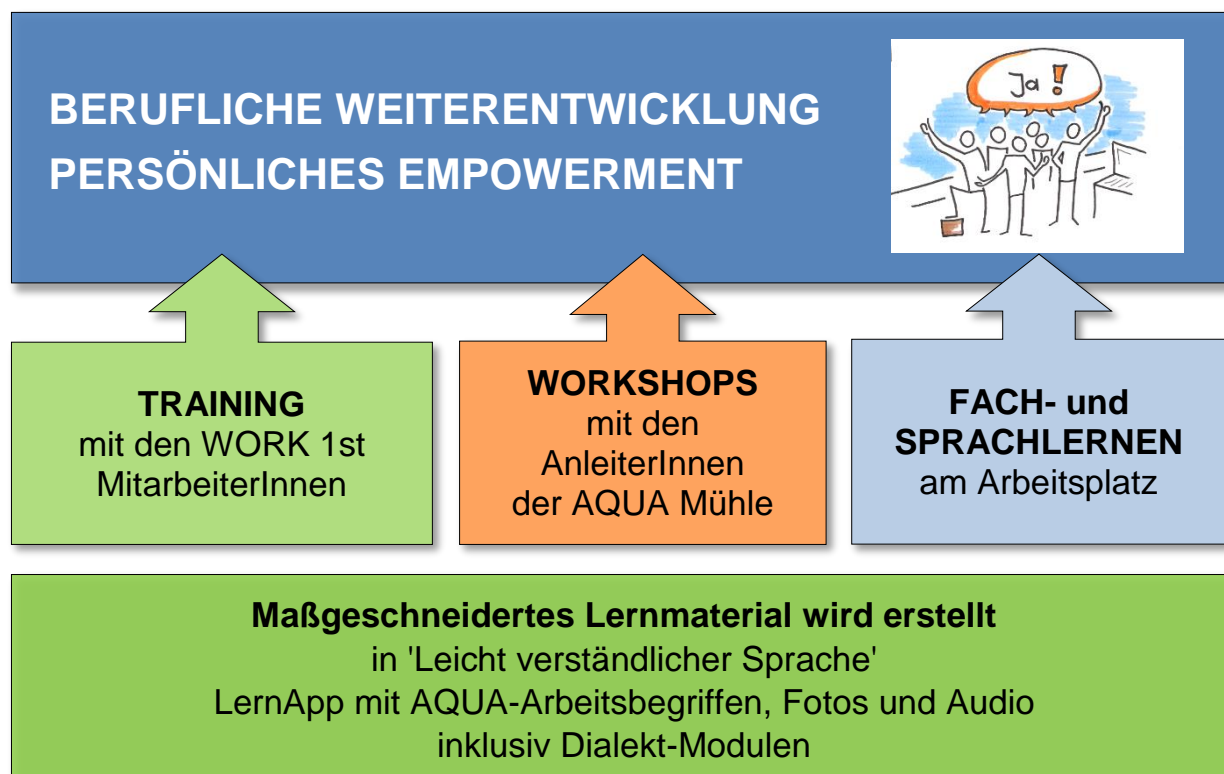 BERUFLICHE WEITERENTWICKLUNG
PERSÖNLICHES EMPOWERMENT
Ja !
TRAINING
mit den WORK 1st
MitarbeiterInnen
WORKSHOPS
mit den
AnleiterInnen
der AQUA Mühle
FACH- und
SPRACHLERNEN
am Arbeitsplatz
Maßgeschneidertes Lernmaterial wird erstellt
in 'Leicht verständlicher Sprache'
LernApp mit AQUA-Arbeitsbegriffen, Fotos und Audio
inklusiv Dialekt-Modulen